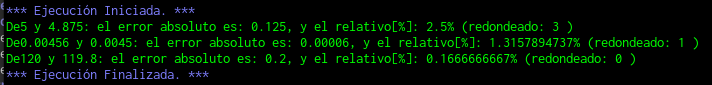 *** Ejecución Iniciada. ***
De5 y 4.875: el error absoluto es: 0.125, y el relativo[%]: 2.5% (redondeado: 3 )
De0.00456 y 0.0045: el error absoluto es: 0.00006, y el relativo[%]: 1.3157894737% (redondeado: 1 )
De120 y 119.8: el error absoluto es: 0.2, y el relativo[%]: 0.1666666667% (redondeado: 0 )
*** Ejecución Finalizada. ***